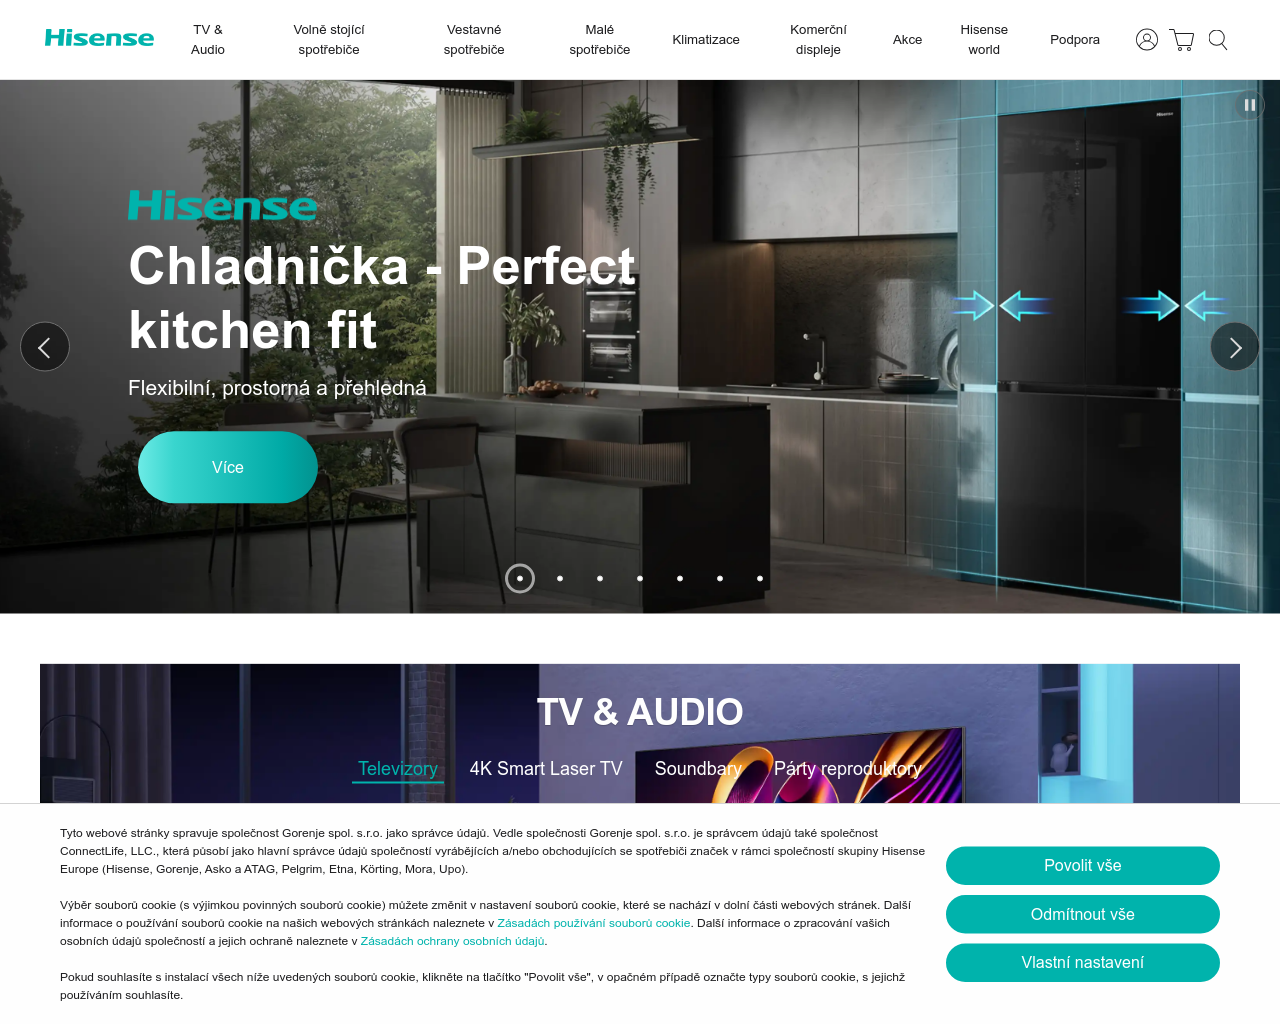 Hisense
TV &
Audio
Volně stojící
spotřebiče
Vestavné
spotřebiče
Malé
spotřebiče
Klimatizace
Komerční
displeje
Akce
Hisense
world
Podpora
Hisense
Hisense
Chladnička - Perfect
kitchen fit
Flexibilní, prostorná a přehledná
Více
TV & AUDIO
Televizory
4K Smart Laser TV
Soundbary
Párty reproduktory
Tyto webové stránky spravuje společnost Gorenje spol. s.r.o. jako správce údajů. Vedle společnosti Gorenje spol. s.r.o. je správcem údajů také společnost
ConnectLife, LLC., která působí jako hlavní správce údajů společností vyrábějících a/nebo obchodujících se spotřebiči značek v rámci společností skupiny Hisense
Europe (Hisense, Gorenje, Asko a ATAG, Pelgrim, Etna, Körting, Mora, Upo).
Výběr souborů cookie (s výjimkou povinných souborů cookie) můžete změnit v nastavení souborů cookie, které se nachází v dolní části webových stránek. Další
informace o používání souborů cookie na našich webových stránkách naleznete v Zásadách používání souborů cookie. Další informace o zpracování vašich
osobních údajů společností a jejich ochraně naleznete v Zásadách ochrany osobních údajů.
Pokud souhlasíte s instalací všech níže uvedených souborů cookie, klikněte na tlačítko "Povolit vše", v opačném případě označte typy souborů cookie, s jejichž
používáním souhlasíte.
Povolit vše
Odmítnout vše
Vlastní nastavení